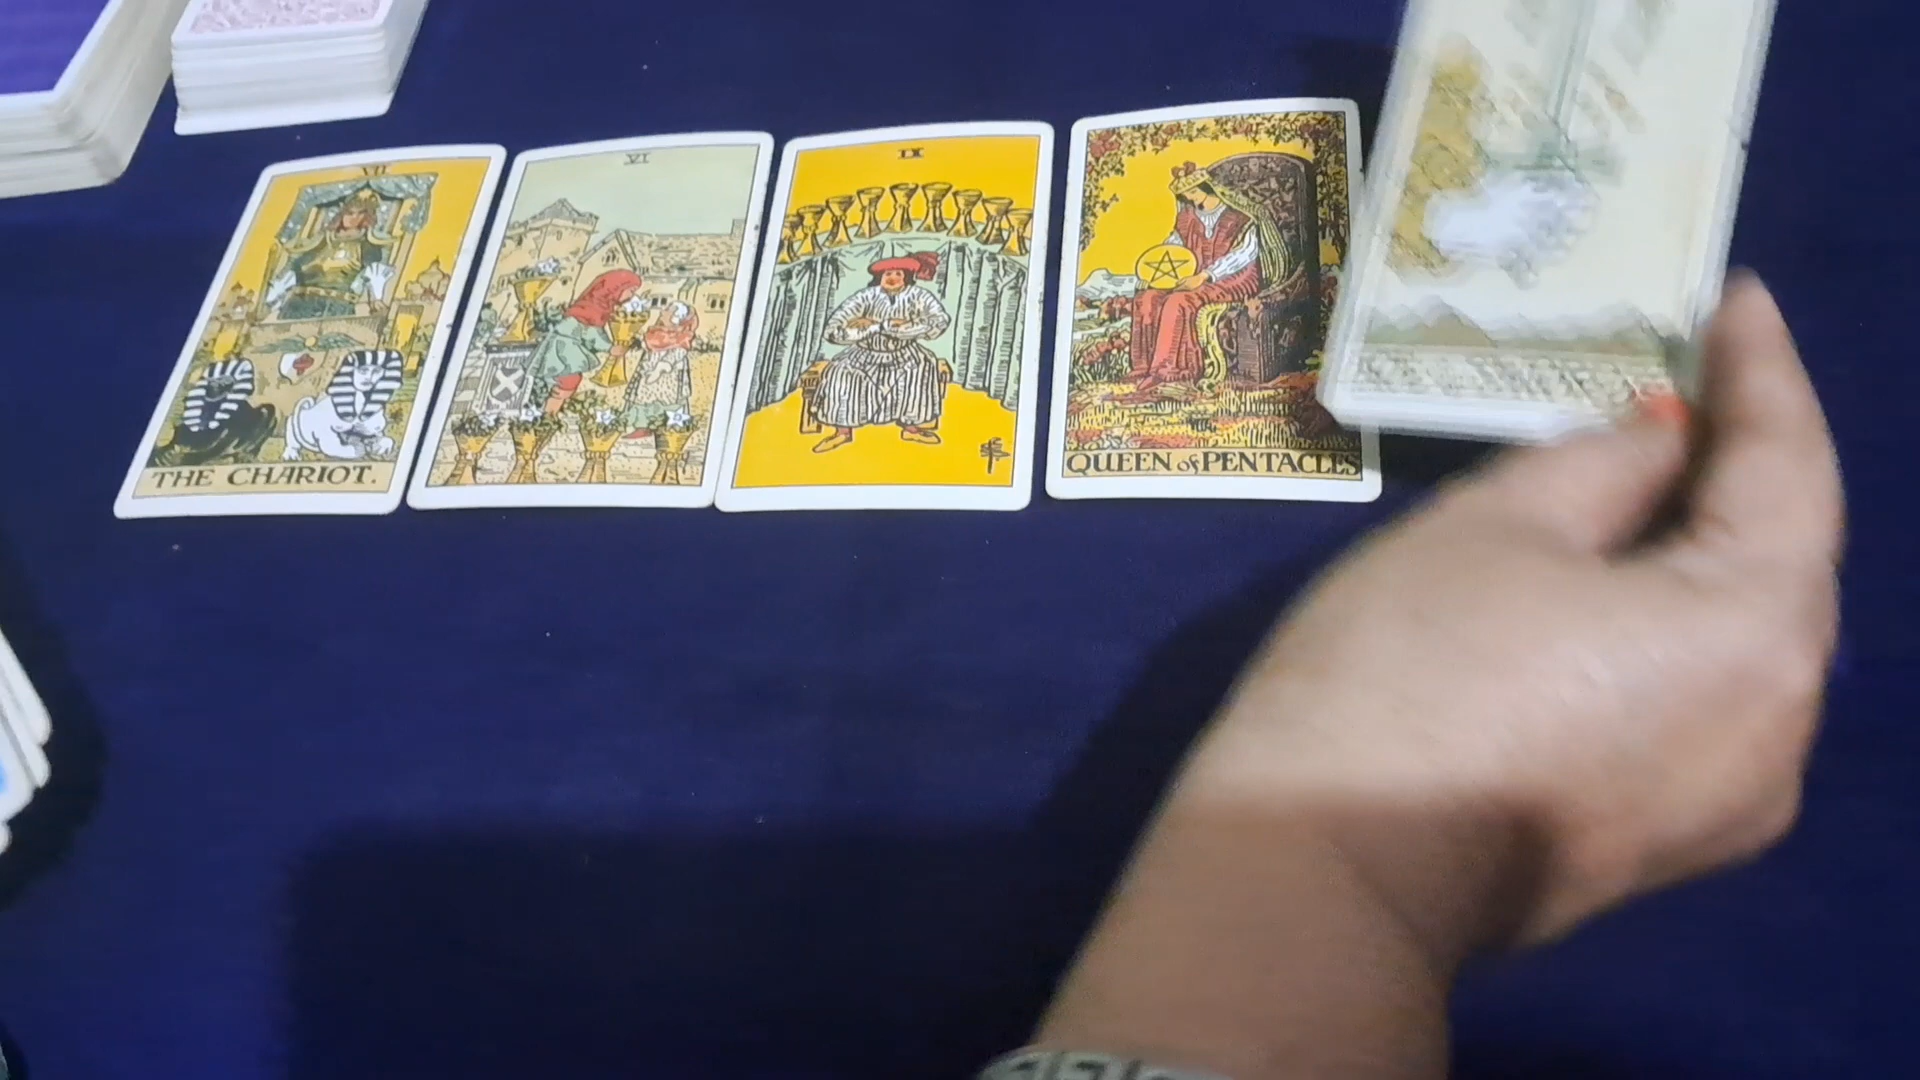 VII
THE CHARIOT.
VI
IX
QUEEN of PENTACLES